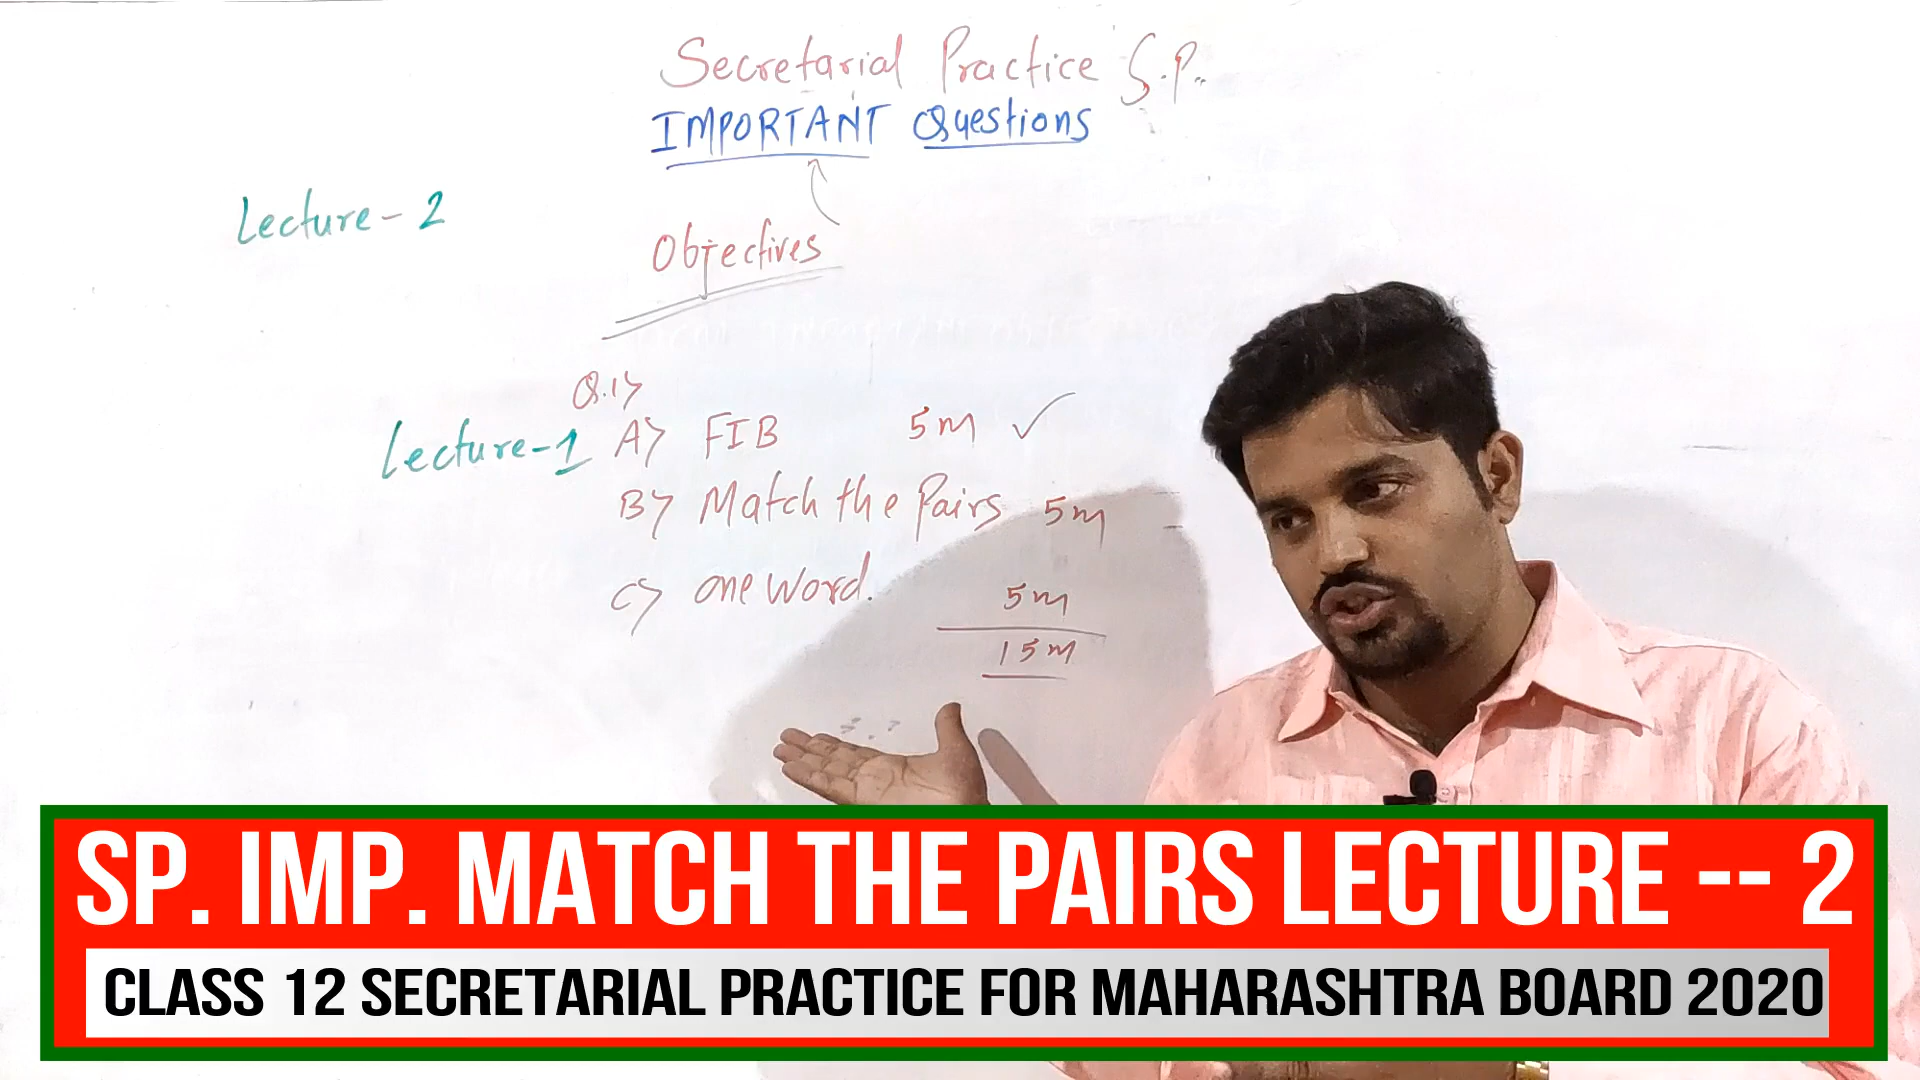 Secretarial Practice S.P.
IMPORTANT Questions
Lecture - 2
Objectives
Q.1>
Lecture-1 A> FIB 5m ✓
B> Match the Pairs 5m
C> one word. 5m
15m
SP. IMP. MATCH THE PAIRS LECTURE -- 2
CLASS 12 SECRETARIAL PRACTICE FOR MAHARASHTRA BOARD 2020